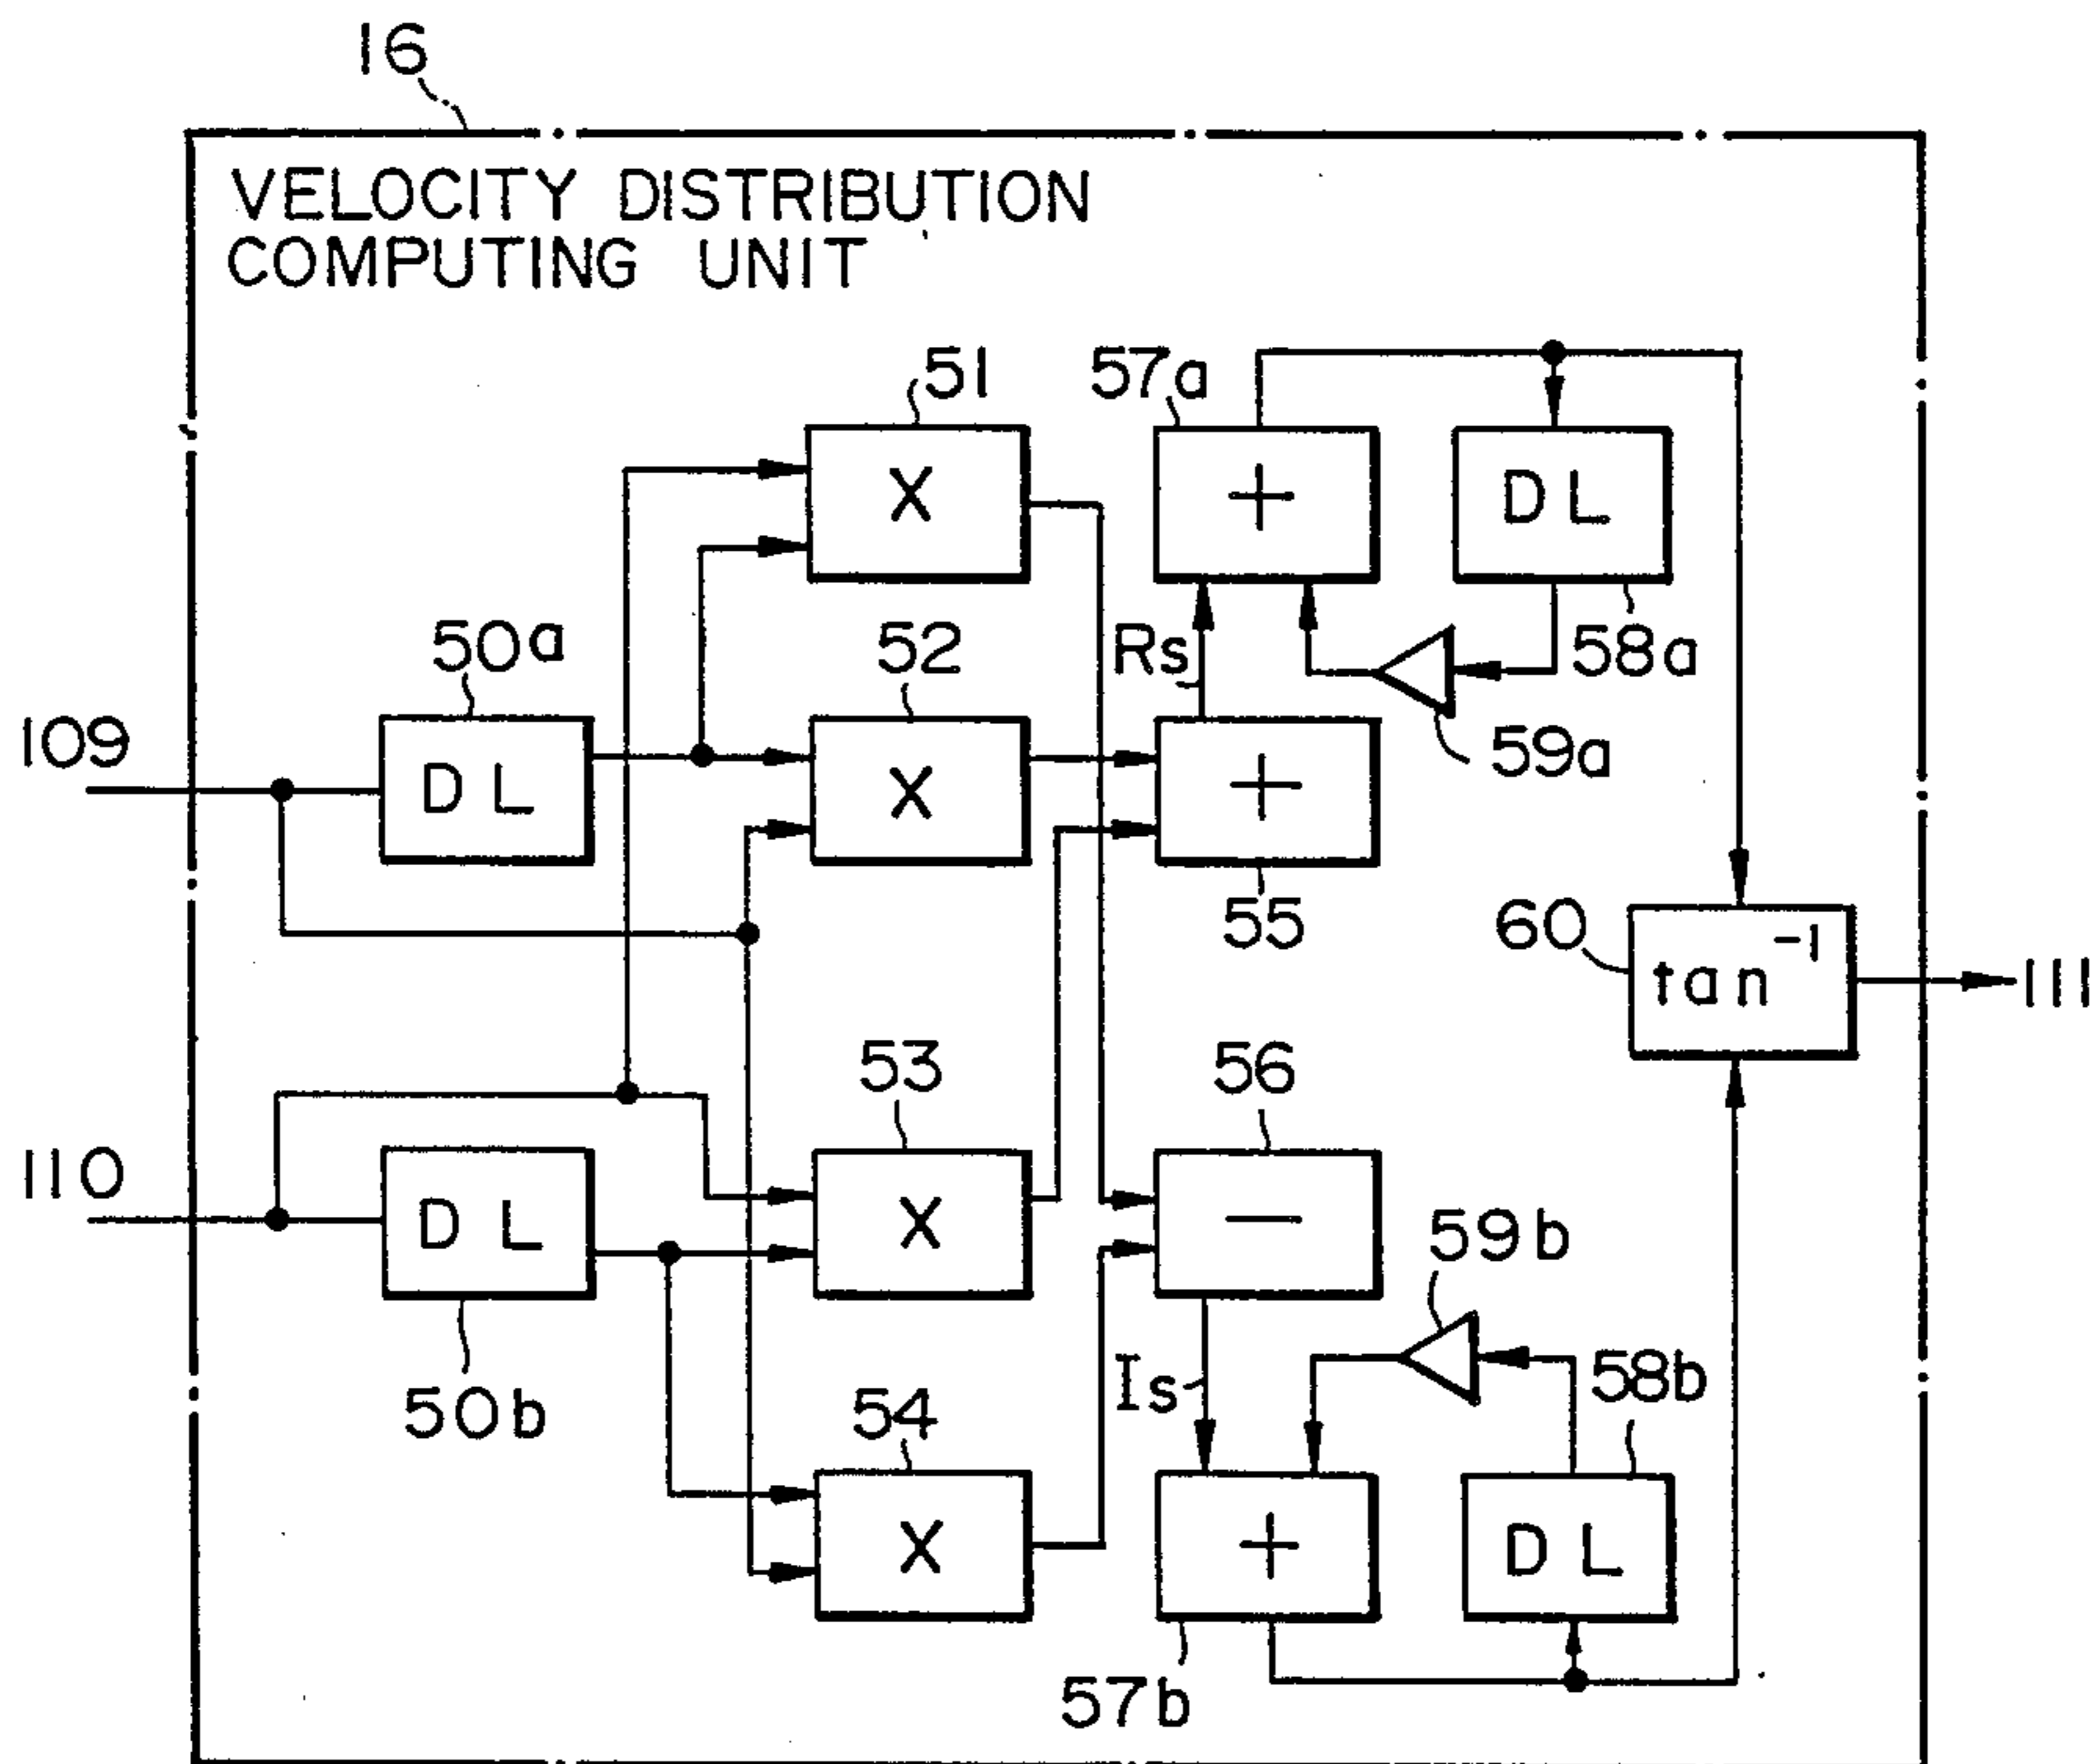 16
VELOCITY DISTRIBUTION
COMPUTING UNIT
51
57a
X
+
DL
50a
52
Rs
58a
109
DL
X
+
59a
55
60
tan⁻¹
111
53
56
110
DL
X
−
59b
50b
54
Is
58b
X
+
DL
57b